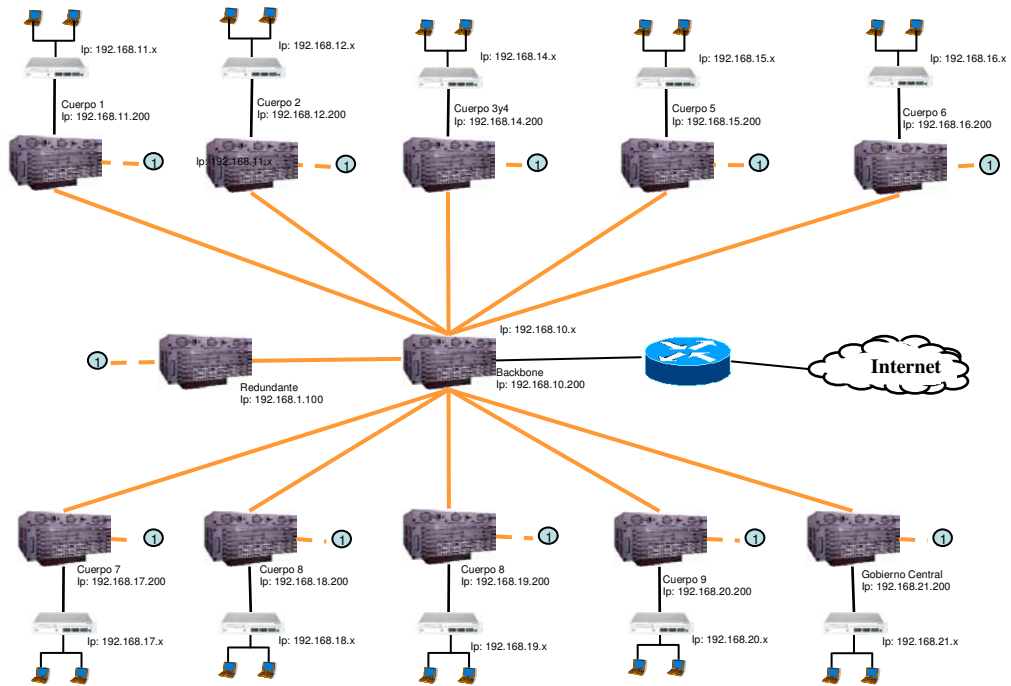 Ip: 192.168.11.x
Ip: 192.168.12.x
Ip: 192.168.14.x
Ip: 192.168.15.x
Ip: 192.168.16.x
Cuerpo 1
Ip: 192.168.11.200
Cuerpo 2
Ip: 192.168.12.200
Cuerpo 3y4
Ip: 192.168.14.200
Cuerpo 5
Ip: 192.168.15.200
Cuerpo 6
Ip: 192.168.16.200
1
Ip: 192.168.11.x
1
1
1
1
Ip: 192.168.10.x
1
Redundante
Ip: 192.168.1.100
Backbone
Ip: 192.168.10.200
Internet
1
1
1
1
1
Cuerpo 7
Ip: 192.168.17.200
Cuerpo 8
Ip: 192.168.18.200
Cuerpo 8
Ip: 192.168.19.200
Cuerpo 9
Ip: 192.168.20.200
Gobierno Central
Ip: 192.168.21.200
Ip: 192.168.17.x
Ip: 192.168.18.x
Ip: 192.168.19.x
Ip: 192.168.20.x
Ip: 192.168.21.x